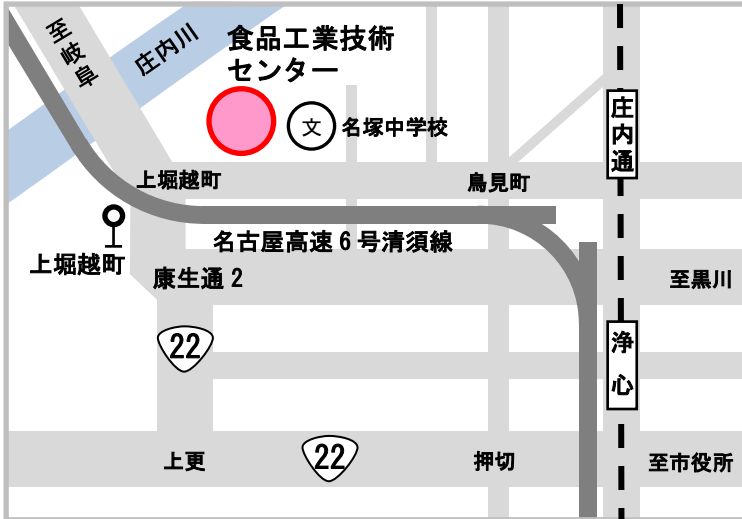 至岐阜
庄内川
食品工業技術
センター
文
名塚中学校
庄内通
上堀越町
鳥見町
上堀越町
名古屋高速6号清須線
康生通2
至黒川
22
浄心
上更
22
押切
至市役所